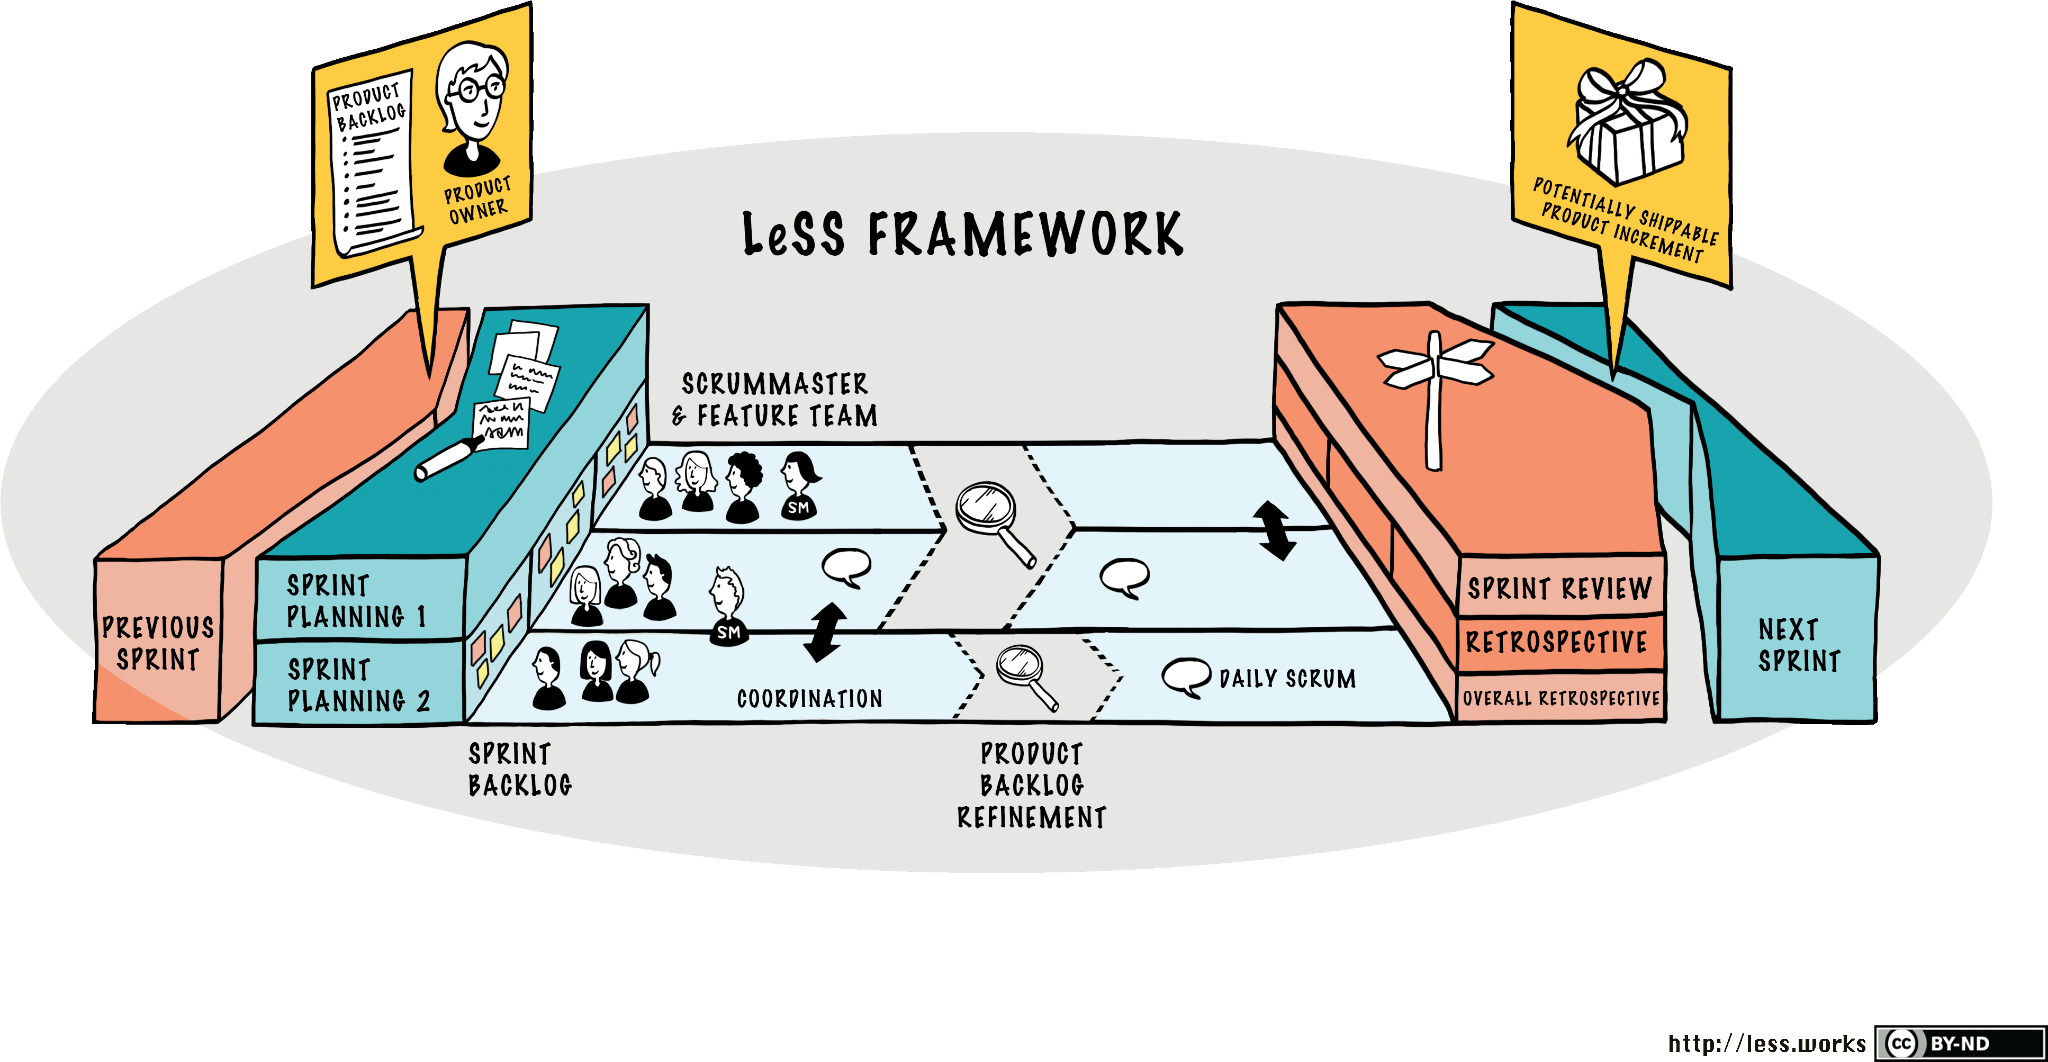 PRODUCT
BACKLOG
PRODUCT
OWNER
LeSS FRAMEWORK
POTENTIALLY SHIPPABLE
PRODUCT INCREMENT
SCRUMMASTER
& FEATURE TEAM
SM
SM
PREVIOUS
SPRINT
SPRINT
PLANNING 1
SPRINT
PLANNING 2
COORDINATION
DAILY SCRUM
SPRINT REVIEW
RETROSPECTIVE
OVERALL RETROSPECTIVE
NEXT
SPRINT
SPRINT
BACKLOG
PRODUCT
BACKLOG
REFINEMENT
http://less.works
cc BY-ND